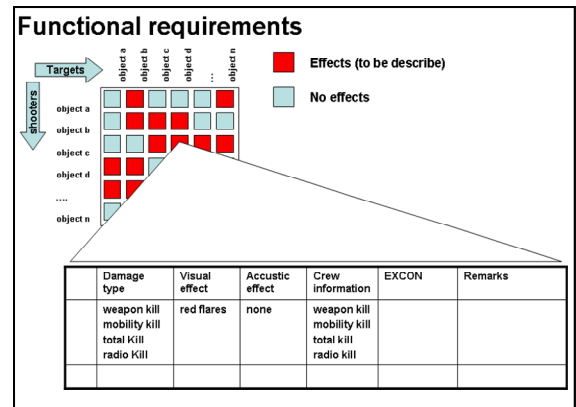 Functional requirements
Targets
object a
object b
object c
object d
...
object n
Effects (to be describe)
No effects
shooters
object a
object b
object c
object d
....
object n
Damage type
Visual effect
Accustic effect
Crew information
EXCON
Remarks
weapon kill
mobility kill
total Kill
radio Kill
red flares
none
weapon kill
mobility kill
total kill
radio kill